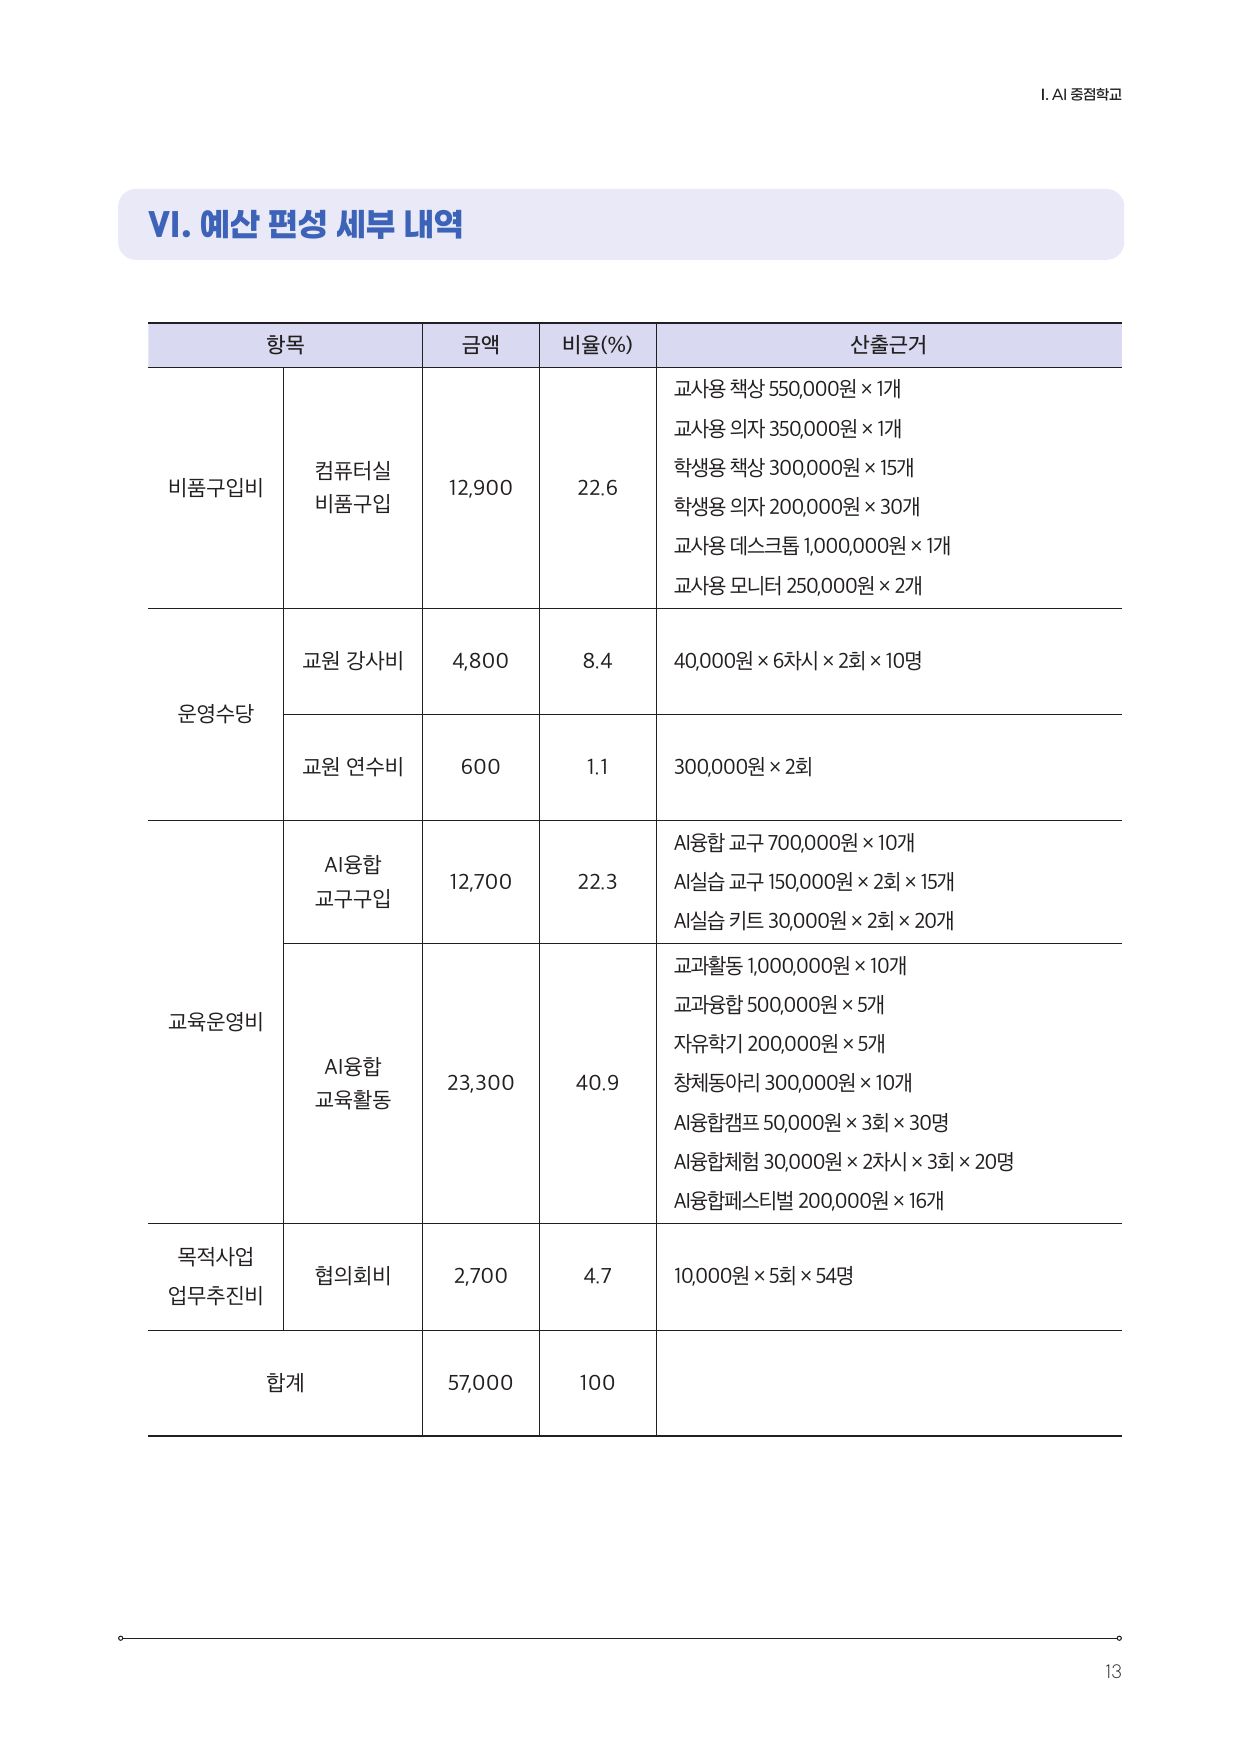 I. AI 중점학교
VI. 예산 편성 세부 내역
항목 금액 비율(%) 산출근거
비품구입비
컴퓨터실
비품구입
12,900
22.6
교사용 책상 550,000원 × 1개
교사용 의자 350,000원 × 1개
학생용 책상 300,000원 × 15개
학생용 의자 200,000원 × 30개
교사용 데스크톱 1,000,000원 × 1개
교사용 모니터 250,000원 × 2개
운영수당
교원 강사비 4,800 8.4 40,000원 × 6차시 × 2회 × 10명
교원 연수비 600 1.1 300,000원 × 2회
교육운영비
AI융합
교구구입
12,700
22.3
AI융합 교구 700,000원 × 10개
AI실습 교구 150,000원 × 2회 × 15개
AI실습 키트 30,000원 × 2회 × 20개
AI융합
교육활동
23,300
40.9
교과활동 1,000,000원 × 10개
교과융합 500,000원 × 5개
자유학기 200,000원 × 5개
창체동아리 300,000원 × 10개
AI융합캠프 50,000원 × 3회 × 30명
AI융합체험 30,000원 × 2차시 × 3회 × 20명
AI융합페스티벌 200,000원 × 16개
목적사업
업무추진비
협의회비 2,700 4.7 10,000원 × 5회 × 54명
합계 57,000 100
13